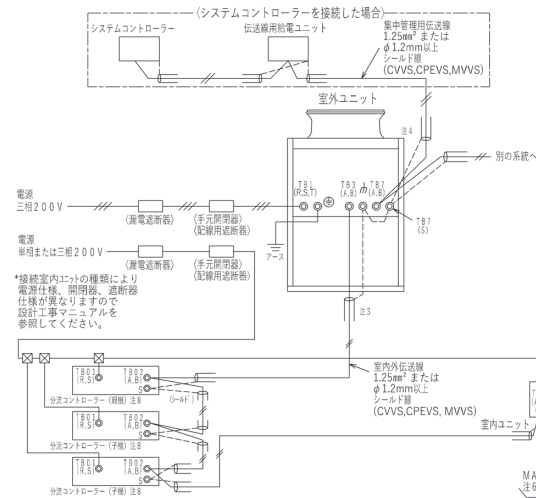 〈システムコントローラーを接続した場合〉
システムコントローラー
伝送線用給電ユニット
集中管理用伝送線
1.25mm² または
φ1.2mm以上
シールド線
(CVVS,CPEVS,MVVS)
室外ユニット
注4
別の系統へ
TB1
(R,S,T)
TB3
(A,B)
TB7
(A,B)
TB7
(S)
電源
三相200V
〈漏電遮断器〉
〈手元開閉器〉
〈配線用遮断器〉
アース
電源
単相または三相200V
〈漏電遮断器〉
〈手元開閉器〉
〈配線用遮断器〉
*接続室内ユニットの種類により
電源仕様、開閉器、遮断器
仕様が異なりますので
設計工事マニュアルを
参照してください。
注3
室内外伝送線
1.25mm² または
φ1.2mm以上
シールド線
(CVVS,CPEVS, MVVS)
TB01
(R,S)
TB02
(A,B)
S
(シールド)
分流コントローラー (親機) 注8
TB01
(R,S)
TB02
(A,B)
S
分流コントローラー (子機) 注8
TB01
(R,S)
TB02
(A,B)
S
分流コントローラー (子機) 注8
室内ユニット
MA
注6